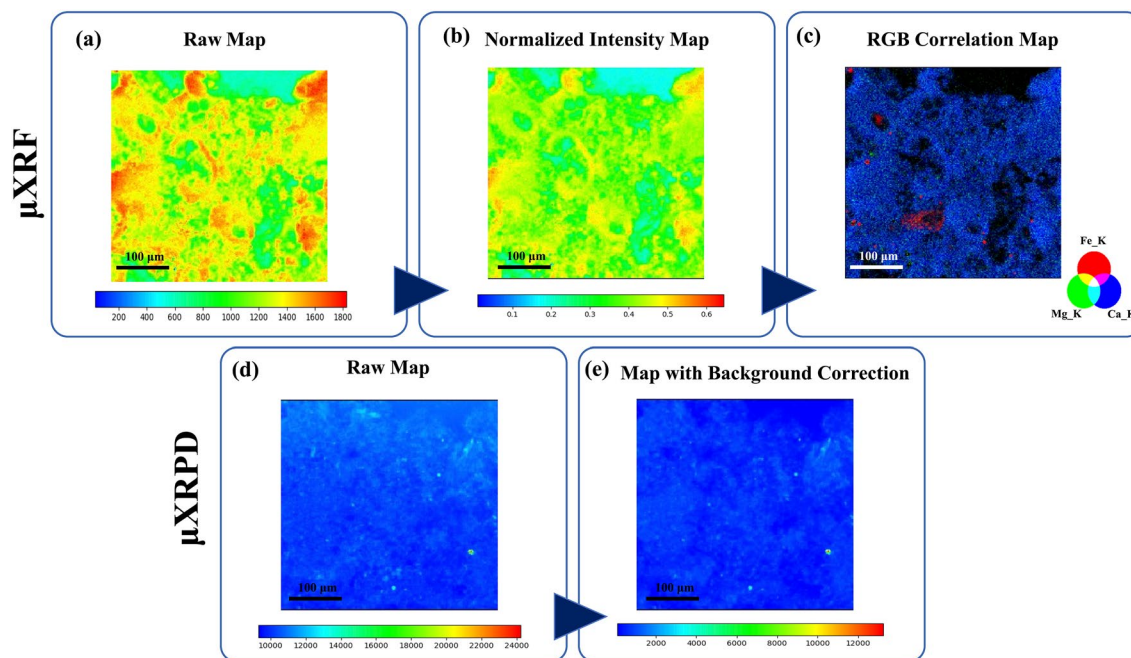 μXRF
(a)
Raw Map
100 μm
200 400 600 800 1000 1200 1400 1600 1800
(b)
Normalized Intensity Map
100 μm
0.1 0.2 0.3 0.4 0.5 0.6
(c)
RGB Correlation Map
100 μm
Fe_K
Mg_K Ca_K
μXRPD
(d)
Raw Map
100 μm
10000 12000 14000 16000 18000 20000 22000 24000
(e)
Map with Background Correction
100 μm
2000 4000 6000 8000 10000 12000